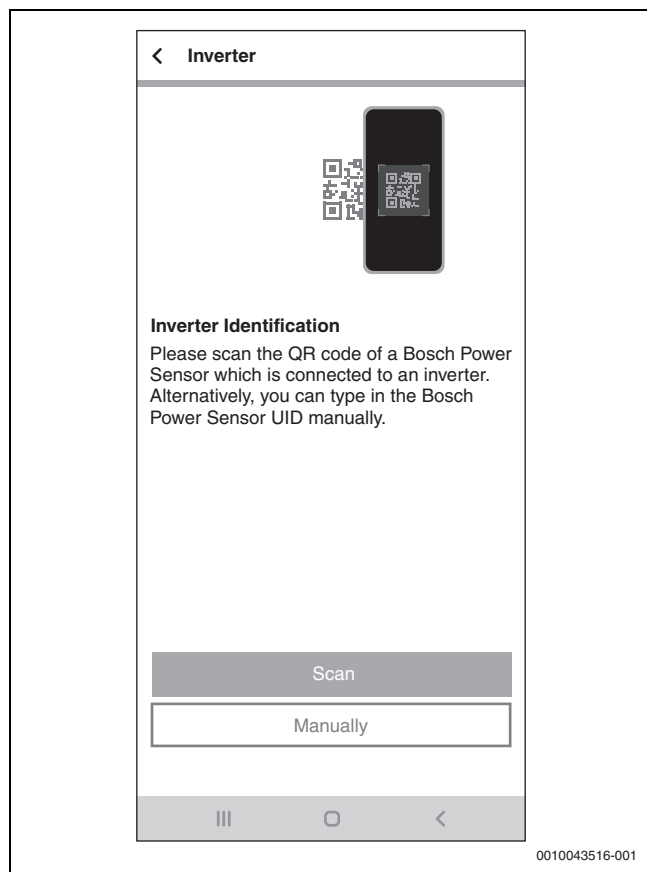 Inverter
Inverter Identification
Please scan the QR code of a Bosch Power
Sensor which is connected to an inverter.
Alternatively, you can type in the Bosch
Power Sensor UID manually.
Scan
Manually
0010043516-001